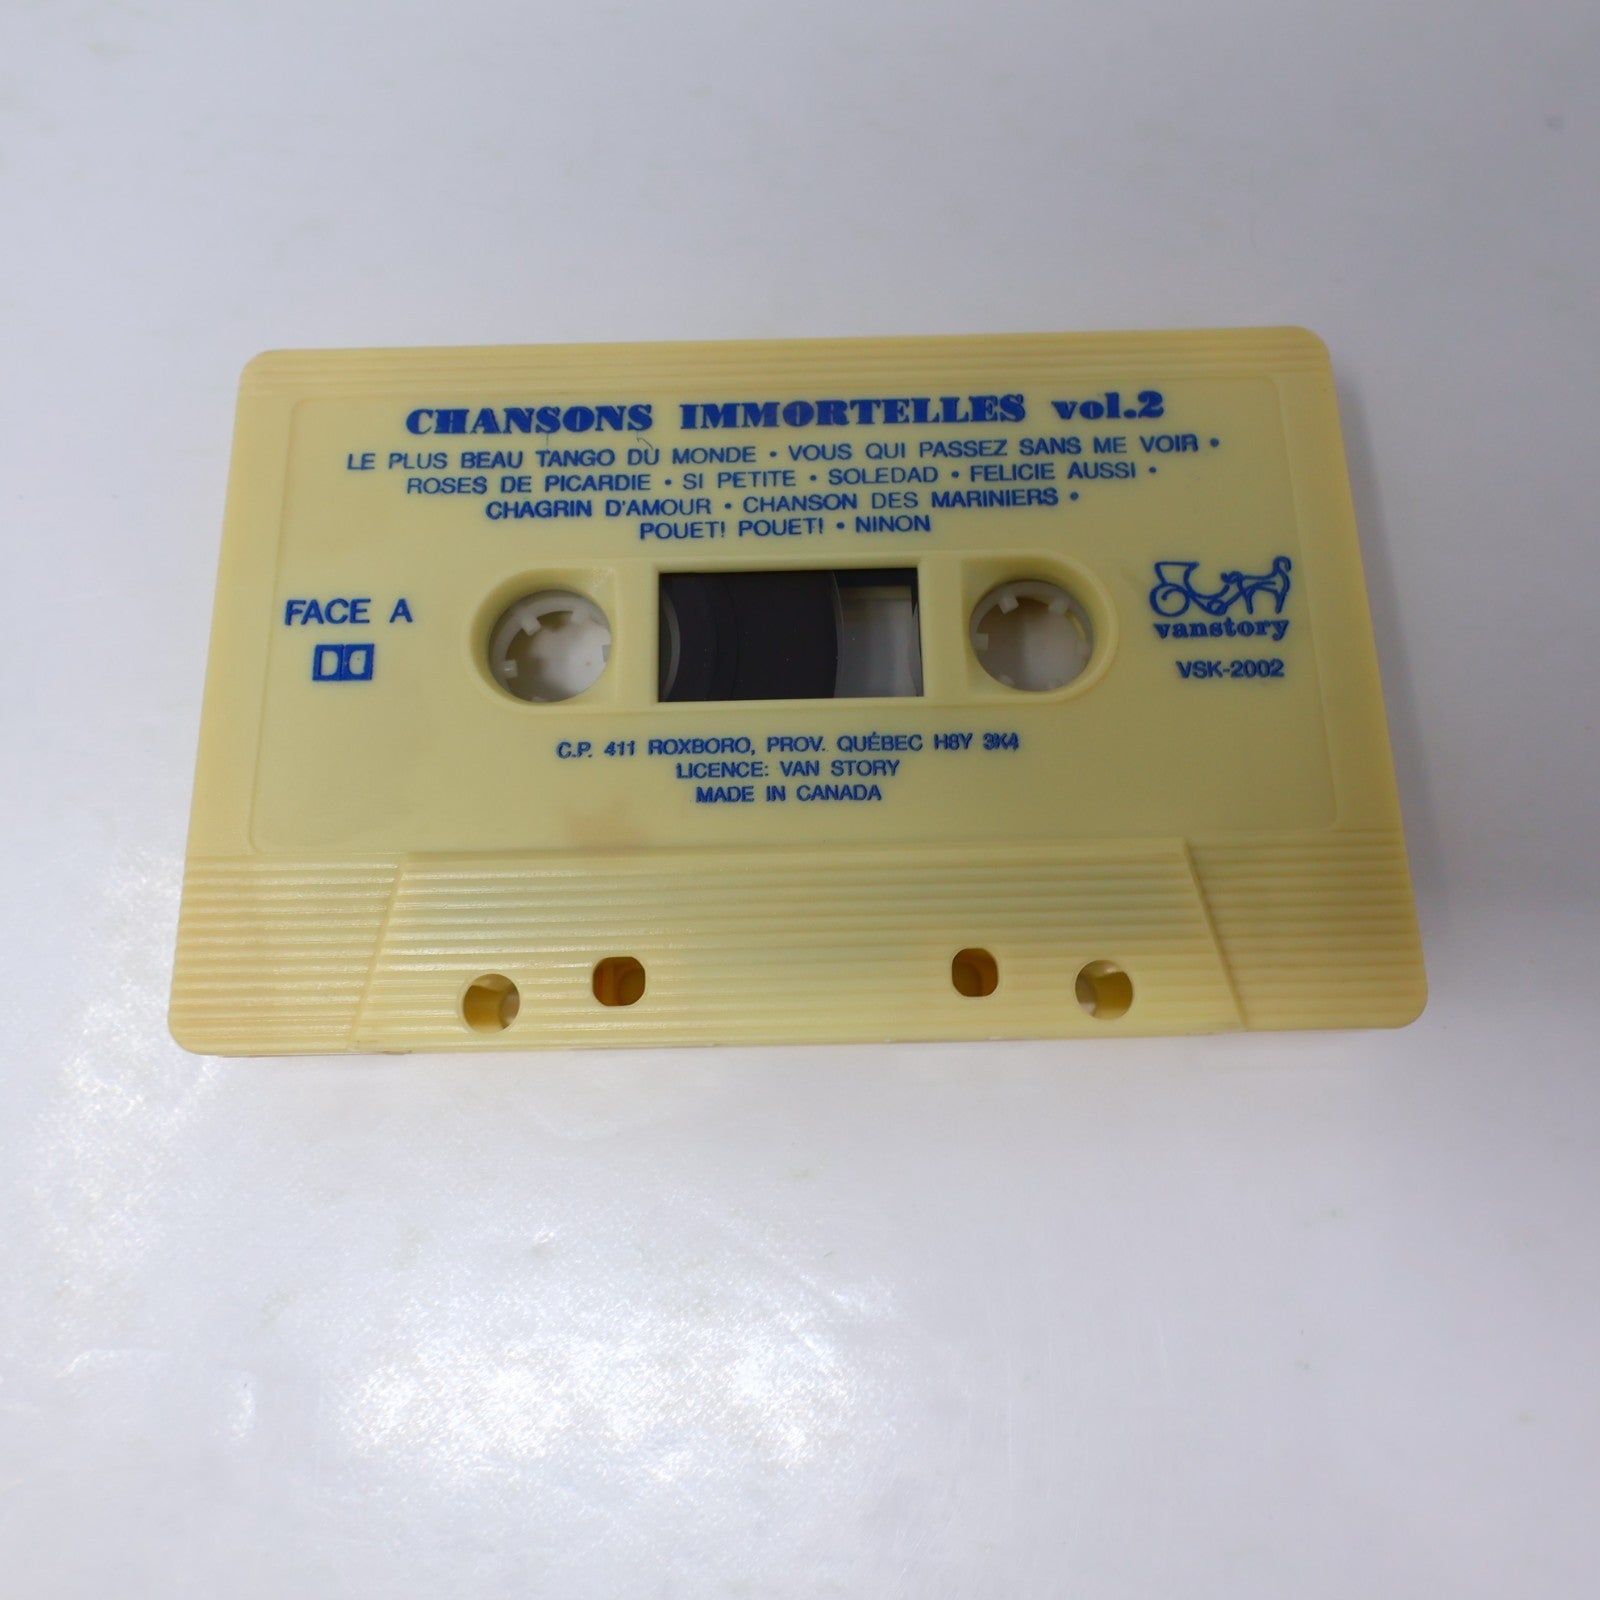 CHANSONS IMMORTELLES vol.2
LE PLUS BEAU TANGO DU MONDE • VOUS QUI PASSEZ SANS ME VOIR •
ROSES DE PICARDIE • SI PETITE • SOLEDAD • FELICIE AUSSI •
CHAGRIN D'AMOUR • CHANSON DES MARINIERS •
POUET! POUET! • NINON
FACE A
vanstory
VSK-2002
C.P. 411 ROXBORO, PROV. QUÉBEC H8Y 3K4
LICENCE: VAN STORY
MADE IN CANADA